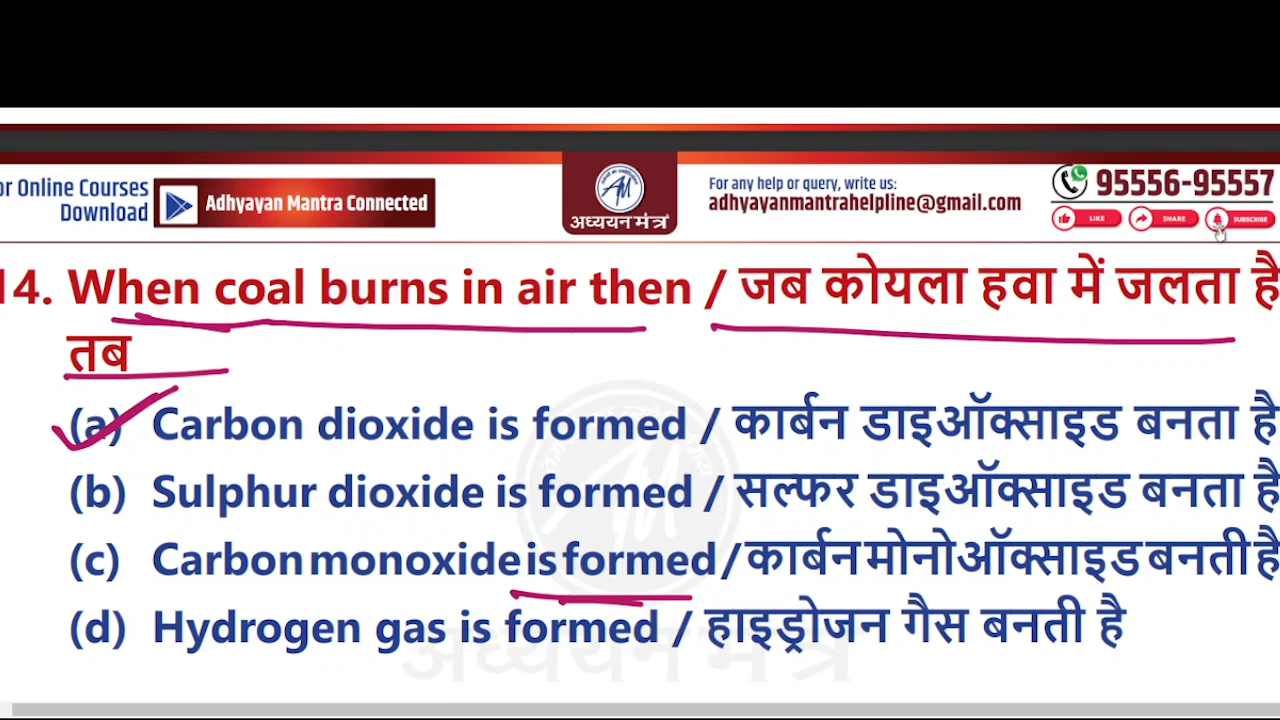 or Online Courses
Download
Adhyayan Mantra Connected
AM
अध्ययन मंत्र
For any help or query, write us:
adhyayanmantrahelpline@gmail.com
95556-95557
LIKE SHARE SUBSCRIBE
14. When coal burns in air then / जब कोयला हवा में जलता है
तब
(a) Carbon dioxide is formed / कार्बन डाइऑक्साइड बनता है
(b) Sulphur dioxide is formed / सल्फर डाइऑक्साइड बनता है
(c) Carbon monoxide is formed / कार्बन मोनोऑक्साइड बनती है
(d) Hydrogen gas is formed / हाइड्रोजन गैस बनती है
अध्ययन मंत्र